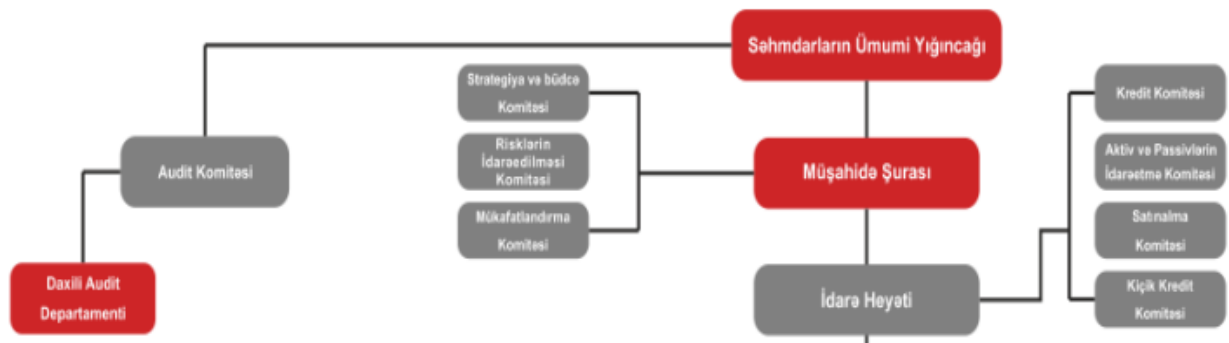 Səhmdarların Ümumi Yığıncağı
Strategiya və büdcə
Komitəsi
Kredit Komitəsi
Audit Komitəsi
Risklərin
İdarəedilməsi
Komitəsi
Müşahidə Şurası
Aktiv və Passivlərin
İdarəetmə Komitəsi
Mükafatlandırma
Komitəsi
Satınalma
Komitəsi
Daxili Audit
Departamenti
İdarə Heyəti
Kiçik Kredit
Komitəsi